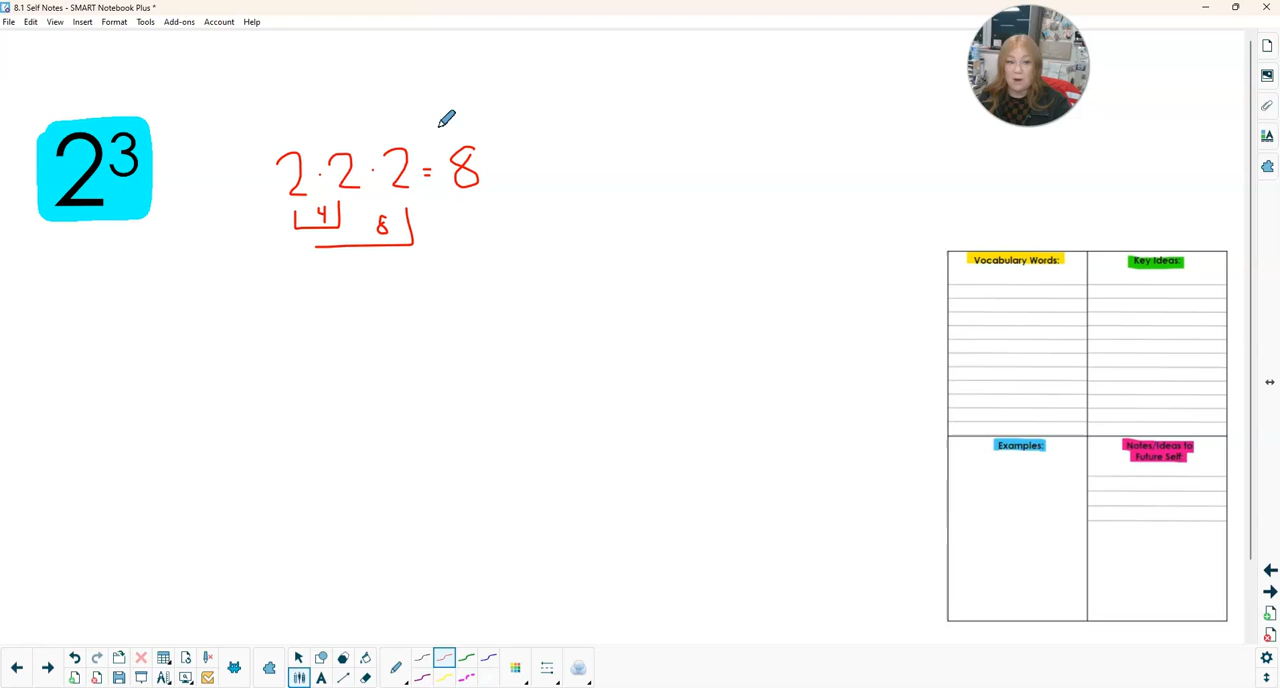 8.1 Self Notes - SMART Notebook Plus *
File Edit View Insert Format Tools Add-ons Account Help
2³
2 · 2 · 2 = 8
4 8
Vocabulary Words:
Key Ideas:
Examples:
Notes/Ideas to
Future Self